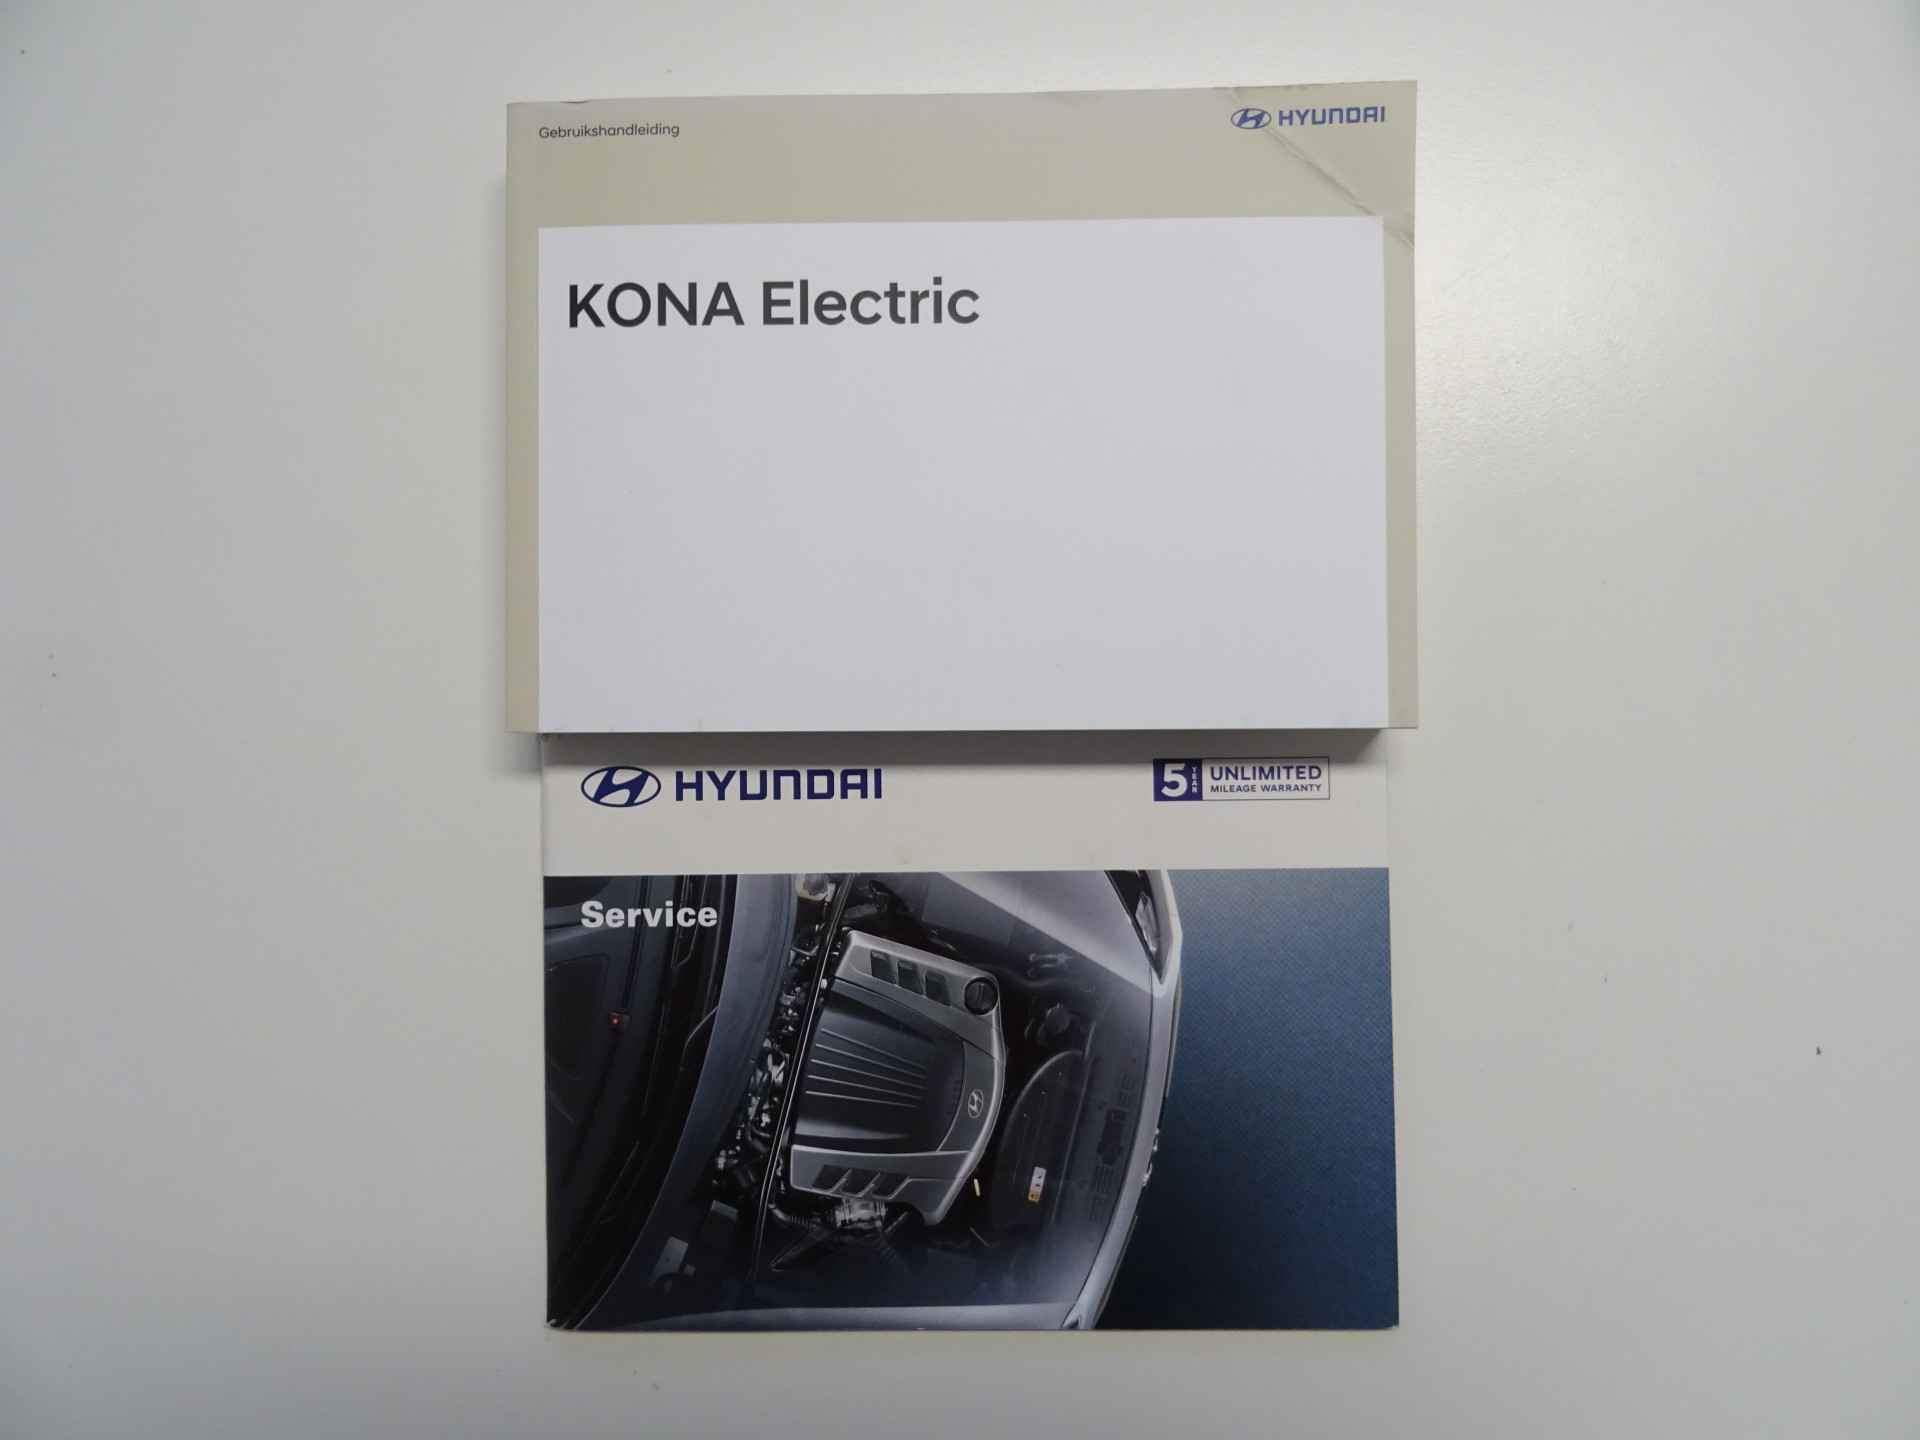 Gebruikshandleiding
HYUNDAI
KONA Electric
HYUNDAI
5 YEAR UNLIMITED
MILEAGE WARRANTY
Service